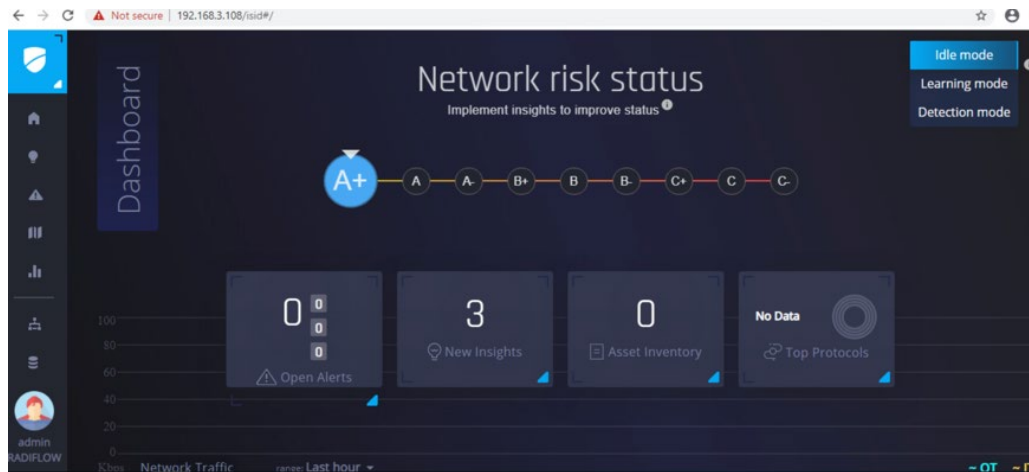 Not secure | 192.168.3.108/isid#/
Idle mode
Learning mode
Detection mode
Dashboard
Network risk status
Implement insights to improve status
A+ A A- B+ B B- C+ C C-
0 0 0 0
Open Alerts
3
New Insights
0
Asset Inventory
No Data
Top Protocols
100
80
60
40
20
0
Kbps Network Traffic range: Last hour
~ OT
admin
RADIFLOW